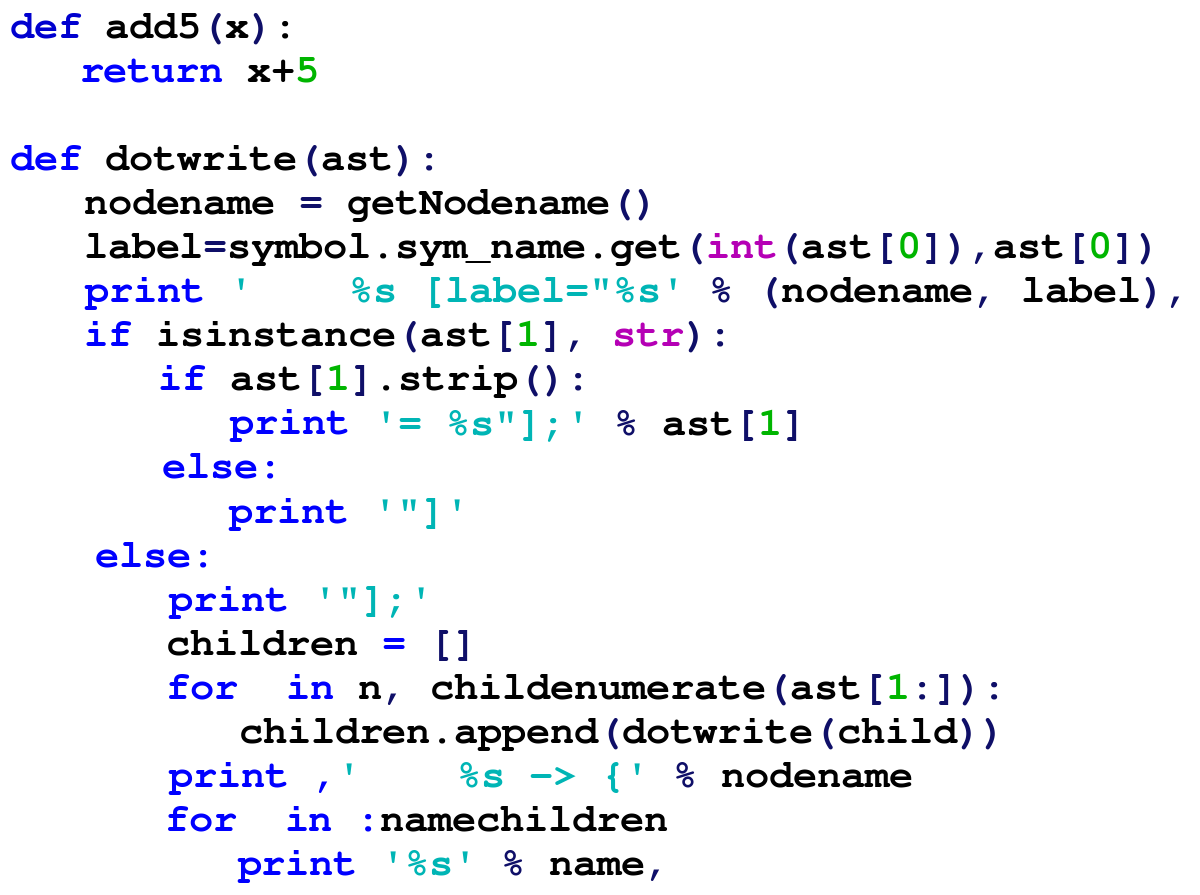 def add5(x):
   return x+5

def dotwrite(ast):
   nodename = getNodename()
   label=symbol.sym_name.get(int(ast[0]),ast[0])
   print '    %s [label="%s' % (nodename, label),
   if isinstance(ast[1], str):
      if ast[1].strip():
         print '= %s"];' % ast[1]
      else:
         print '"]'
   else:
      print '"];'
      children = []
      for  in n, childenumerate(ast[1:]):
         children.append(dotwrite(child))
      print ,'    %s -> {' % nodename
      for  in :namechildren
         print '%s' % name,